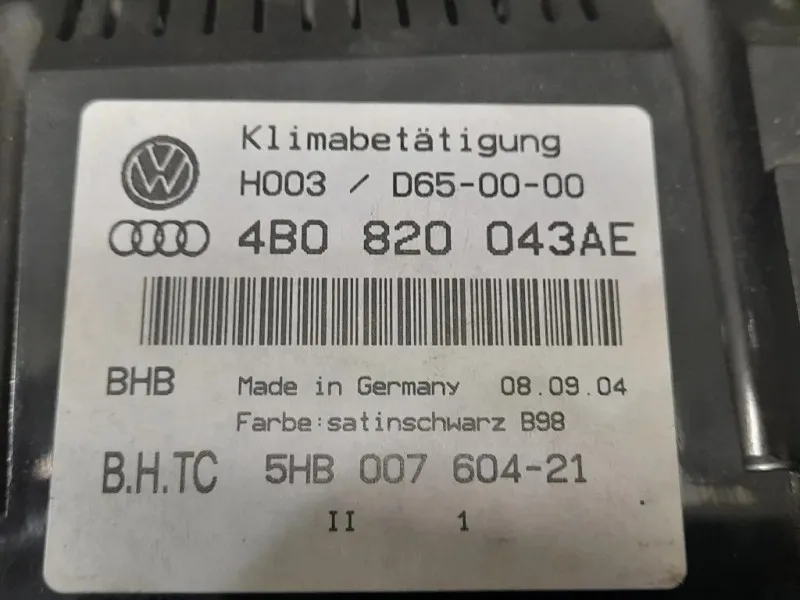 Klimabetätigung
H003 / D65-00-00
4B0 820 043AE
BHB Made in Germany 08.09.04
Farbe:satinschwarz B98
B.H.TC 5HB 007 604-21
II 1